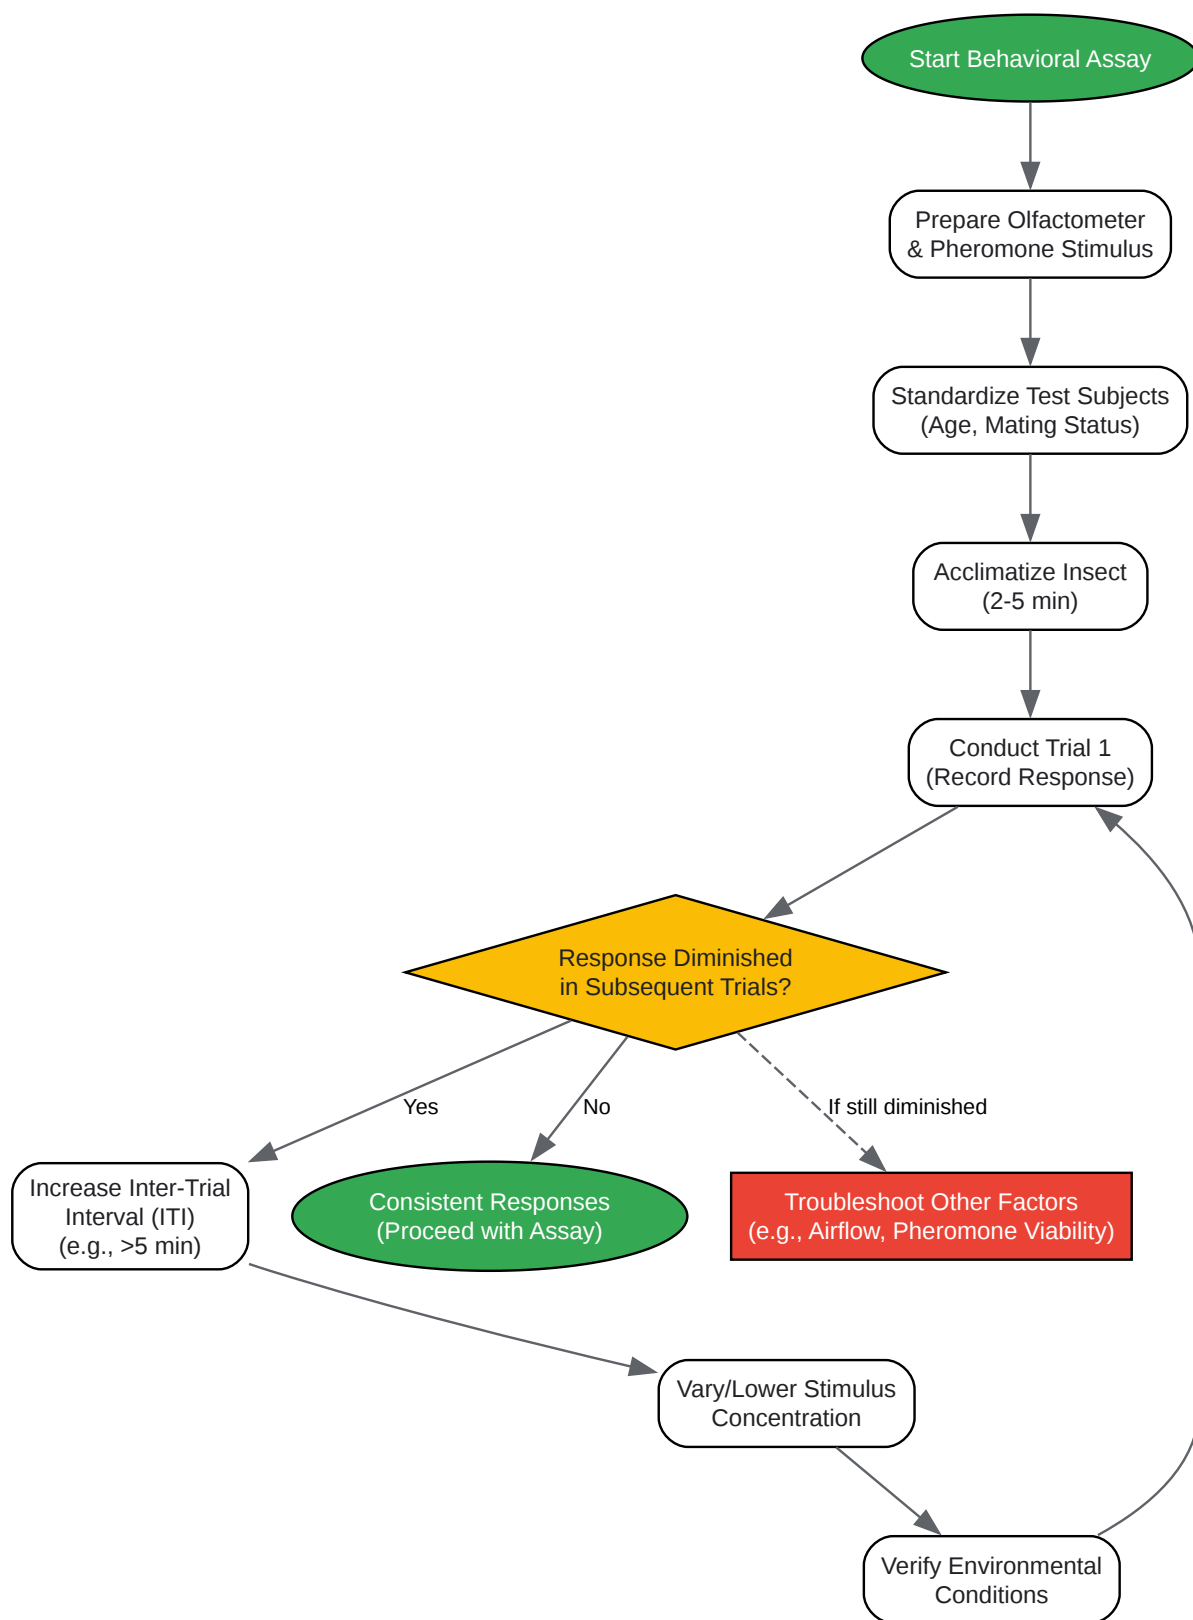 Start Behavioral Assay
Prepare Olfactometer
& Pheromone Stimulus
Standardize Test Subjects
(Age, Mating Status)
Acclimatize Insect
(2-5 min)
Conduct Trial 1
(Record Response)
Response Diminished
in Subsequent Trials?
Yes
No
If still diminished
Increase Inter-Trial
Interval (ITI)
(e.g., >5 min)
Consistent Responses
(Proceed with Assay)
Troubleshoot Other Factors
(e.g., Airflow, Pheromone Viability)
Vary/Lower Stimulus
Concentration
Verify Environmental
Conditions